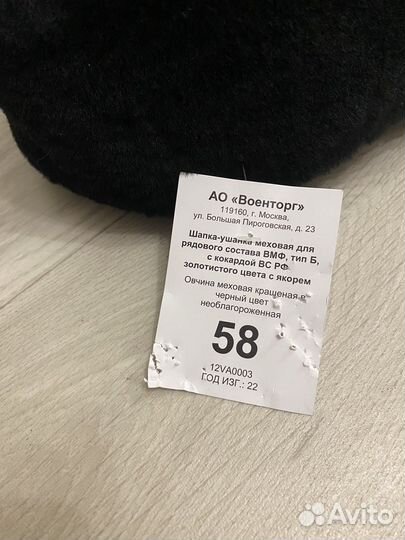 АО «Военторг»
119160, г. Москва,
ул. Большая Пироговская, д. 23
Шапка-ушанка меховая для
рядового состава ВМФ, тип Б,
с кокардой ВС РФ
золотистого цвета с якорем
Овчина меховая крашеная в
черный цвет
необлагороженная
58
12VA0003
ГОД ИЗГ.: 22
Avito